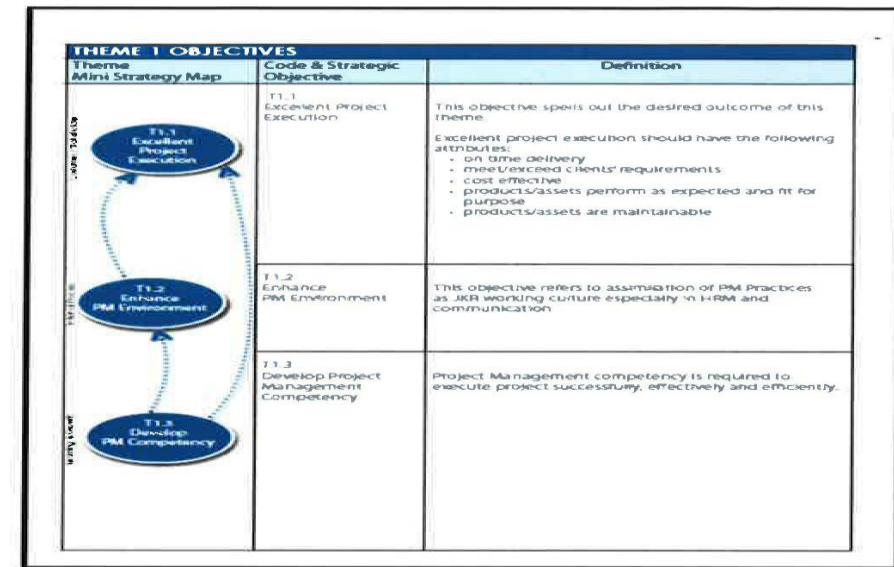 THEME 1 OBJECTIVES
Theme
Mini Strategy Map
Code & Strategic
Objective
Definition
T1.1
Excellent
Project
Execution
T1.2
Enhance
PM Environment
T1.3
Develop
PM Competency
T1.1
Excellent Project
Execution
This objective spells out the desired outcome of this
theme
Excellent project execution should have the following
attributes:
• on time delivery
• meet/exceed clients' requirements
• cost effective
• products/assets perform as expected and fit for
purpose
• products/assets are maintainable
T1.2
Enhance
PM Environment
This objective refers to assimilation of PM Practices
as JKR working culture especially in HRM and
communication
T1.3
Develop Project
Management
Competency
Project Management competency is required to
execute project successfully, effectively and efficiently.